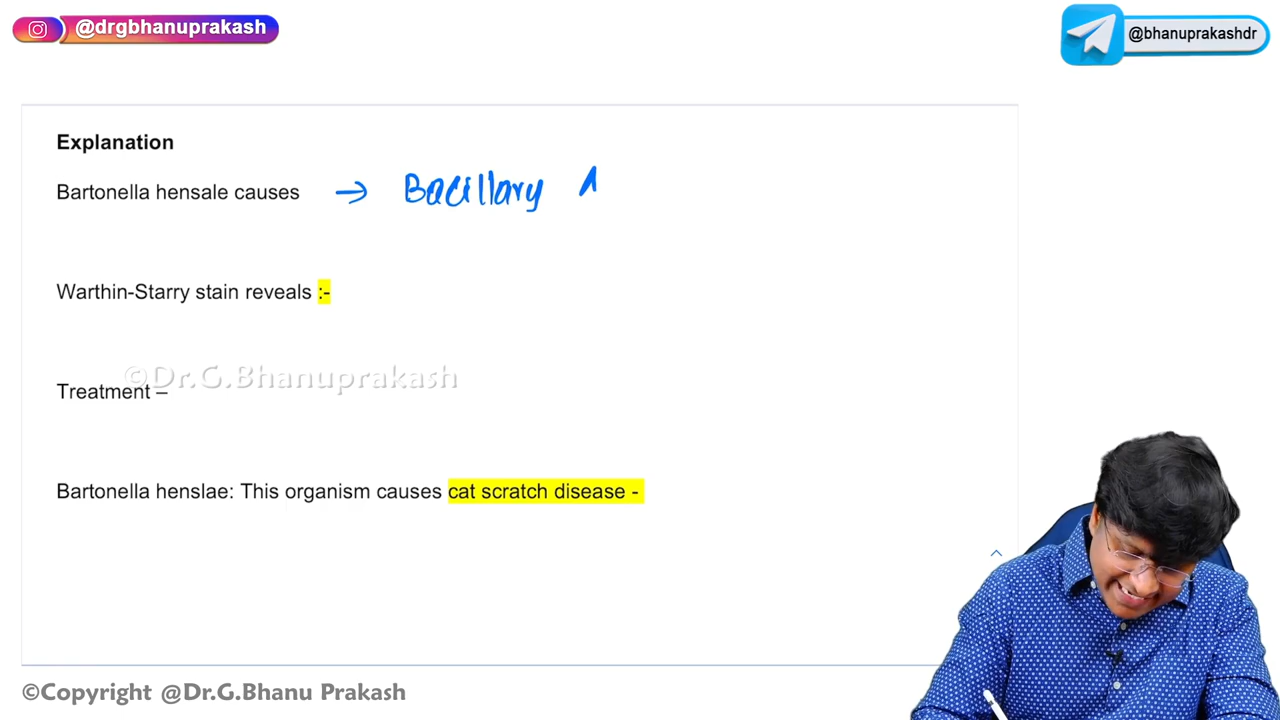 @drgbhanuprakash
@bhanuprakashdr
Explanation
Bartonella hensale causes → Bacillary A
Warthin-Starry stain reveals :-
©Dr.G.Bhanuprakash
Treatment –
Bartonella henslae: This organism causes cat scratch disease -
©Copyright @Dr.G.Bhanu Prakash